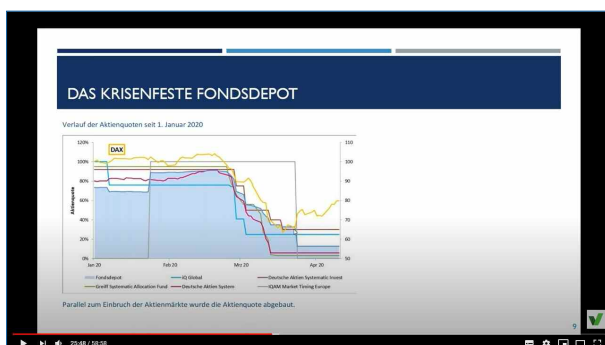 DAS KRISENFESTE FONDSDEPOT
Verlauf der Aktienquoten seit 1. Januar 2020
120%
100%
80%
60%
40%
20%
0%
Aktienquote
DAX
110
100
90
80
70
60
50
Jan 20
Feb 20
Mrz 20
Apr 20
Fondsdepot
IQ Global
Deutsche Aktien Systematic Invest
Greiff Systematic Allocation Fund
Deutsche Aktien System
IQAM Market Timing Europe
Parallel zum Einbruch der Aktienmärkte wurde die Aktienquote abgebaut.
9
25:48 / 58:58